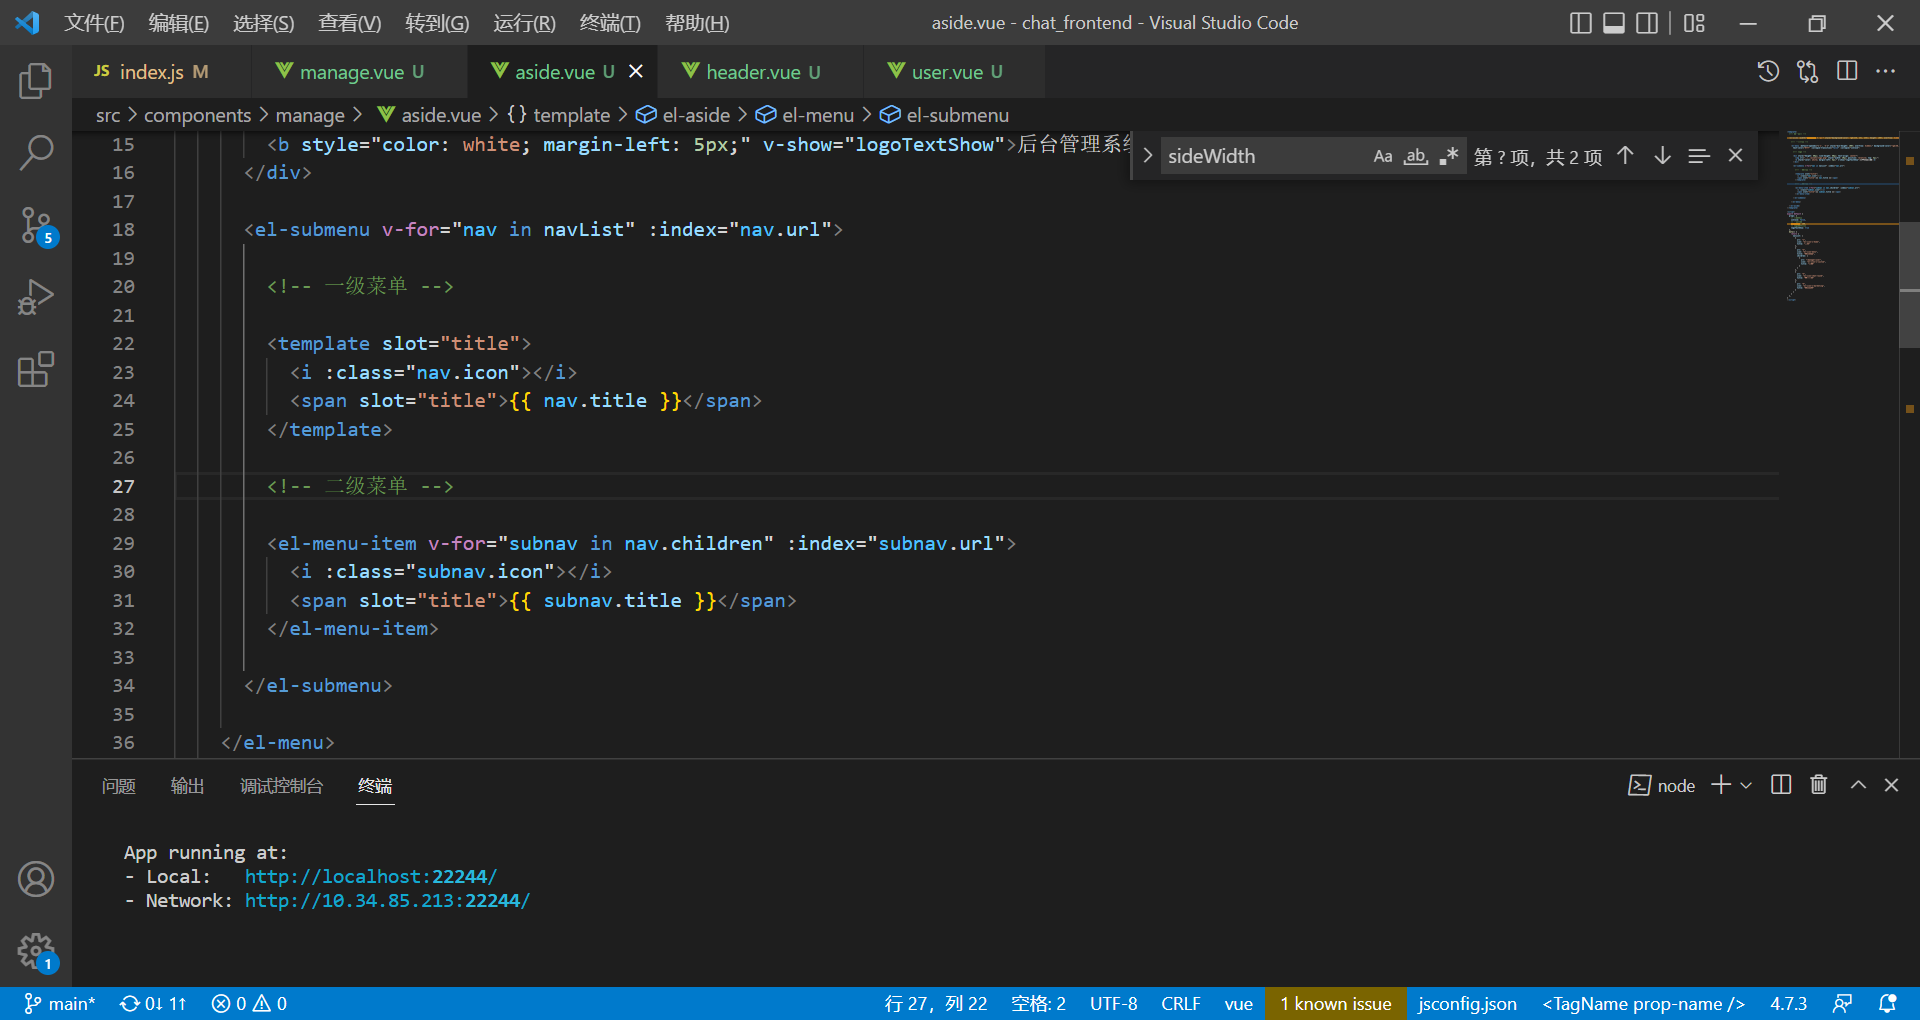 文件(F) 编辑(E) 选择(S) 查看(V) 转到(G) 运行(R) 终端(T) 帮助(H) aside.vue - chat_frontend - Visual Studio Code
JS index.js M manage.vue U aside.vue U header.vue U user.vue U
src > components > manage > aside.vue > {} template > el-aside > el-menu > el-submenu
sideWidth Aa ab .* 第 ? 项，共 2 项
15 <b style="color: white; margin-left: 5px;" v-show="logoTextShow">后台管理系
16 </div>
17
18 <el-submenu v-for="nav in navList" :index="nav.url">
19
20 <!-- 一级菜单 -->
21
22 <template slot="title">
23 <i :class="nav.icon"></i>
24 <span slot="title">{{ nav.title }}</span>
25 </template>
26
27 <!-- 二级菜单 -->
28
29 <el-menu-item v-for="subnav in nav.children" :index="subnav.url">
30 <i :class="subnav.icon"></i>
31 <span slot="title">{{ subnav.title }}</span>
32 </el-menu-item>
33
34 </el-submenu>
35
36 </el-menu>
5
问题 输出 调试控制台 终端 node
App running at:
- Local: http://localhost:22244/
- Network: http://10.34.85.213:22244/
1
main* 0↓ 1↑ 0 0 行 27，列 22 空格: 2 UTF-8 CRLF vue 1 known issue jsconfig.json <TagName prop-name /> 4.7.3